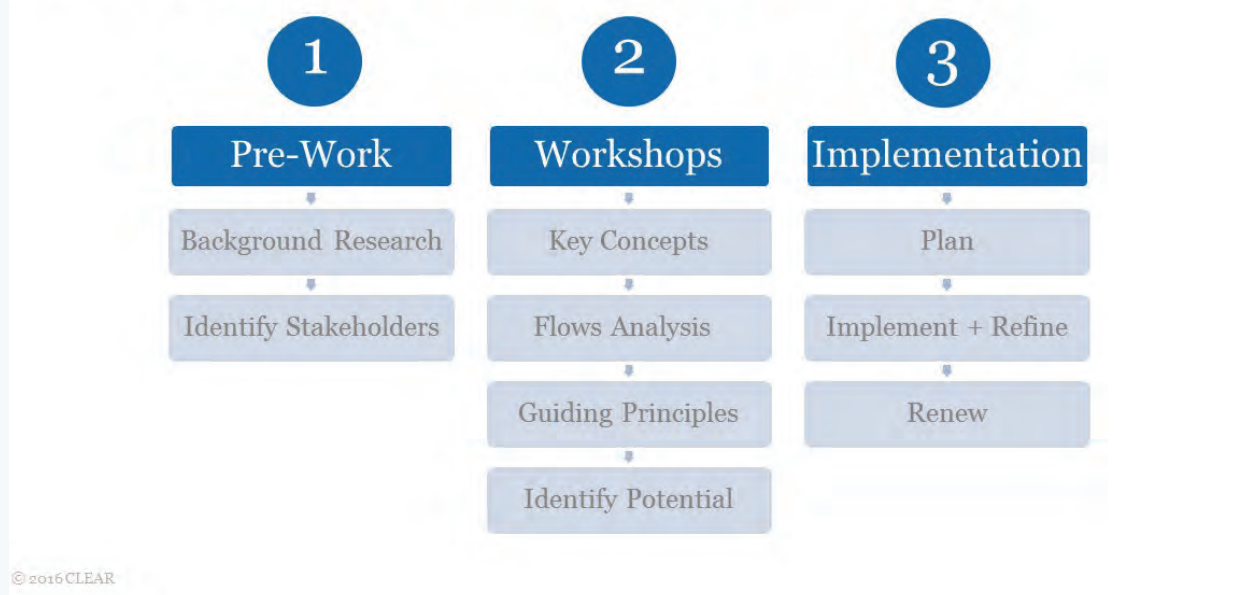 1
Pre-Work
Background Research
Identify Stakeholders
2
Workshops
Key Concepts
Flows Analysis
Guiding Principles
Identify Potential
3
Implementation
Plan
Implement + Refine
Renew
© 2016 CLEAR